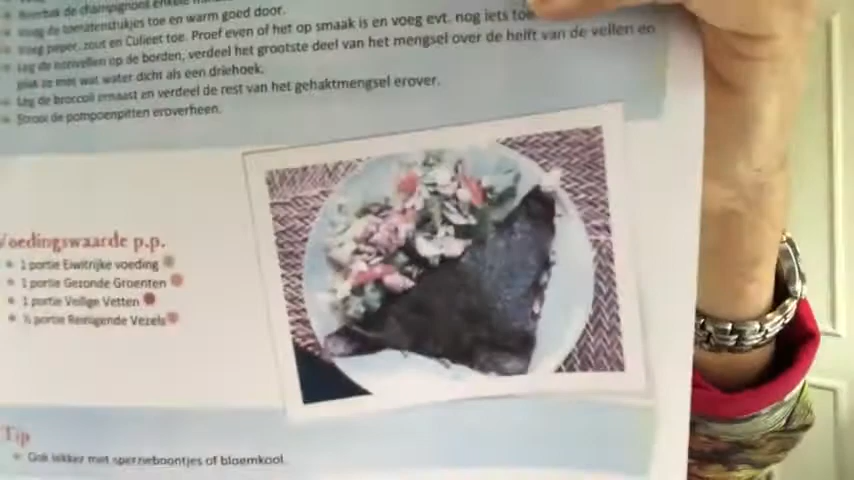 de champignons
Voeg de tomatenstukjes toe en warm goed door.
Voeg peper, zout en Culieet toe. Proef even of het op smaak is en voeg evt. nog iets toe
Leg de norivellen op de borden, verdeel het grootste deel van het mengsel over de helft van de vellen en
plak ze met wat water dicht als een driehoek.
Leg de broccoli ernaast en verdeel de rest van het gehaktmengsel erover.
Strooi de pompoenpitten eroverheen.
Voedingswaarde p.p.
1 portie Eiwitrijke voeding
1 portie Gezonde Groenten
1 portie Veilige Vetten
½ portie Reinigende Vezels
Tip
Ook lekker met sperzieboontjes of bloemkool.